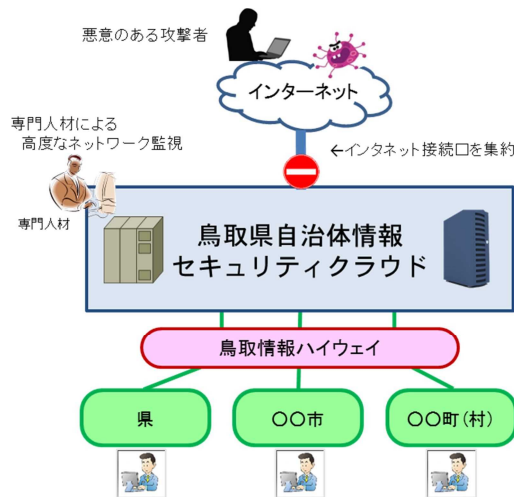 悪意のある攻撃者
インターネット
専門人材による
高度なネットワーク監視
←インタネット接続口を集約
専門人材
鳥取県自治体情報
セキュリティクラウド
鳥取情報ハイウェイ
県
〇〇市
〇〇町(村)